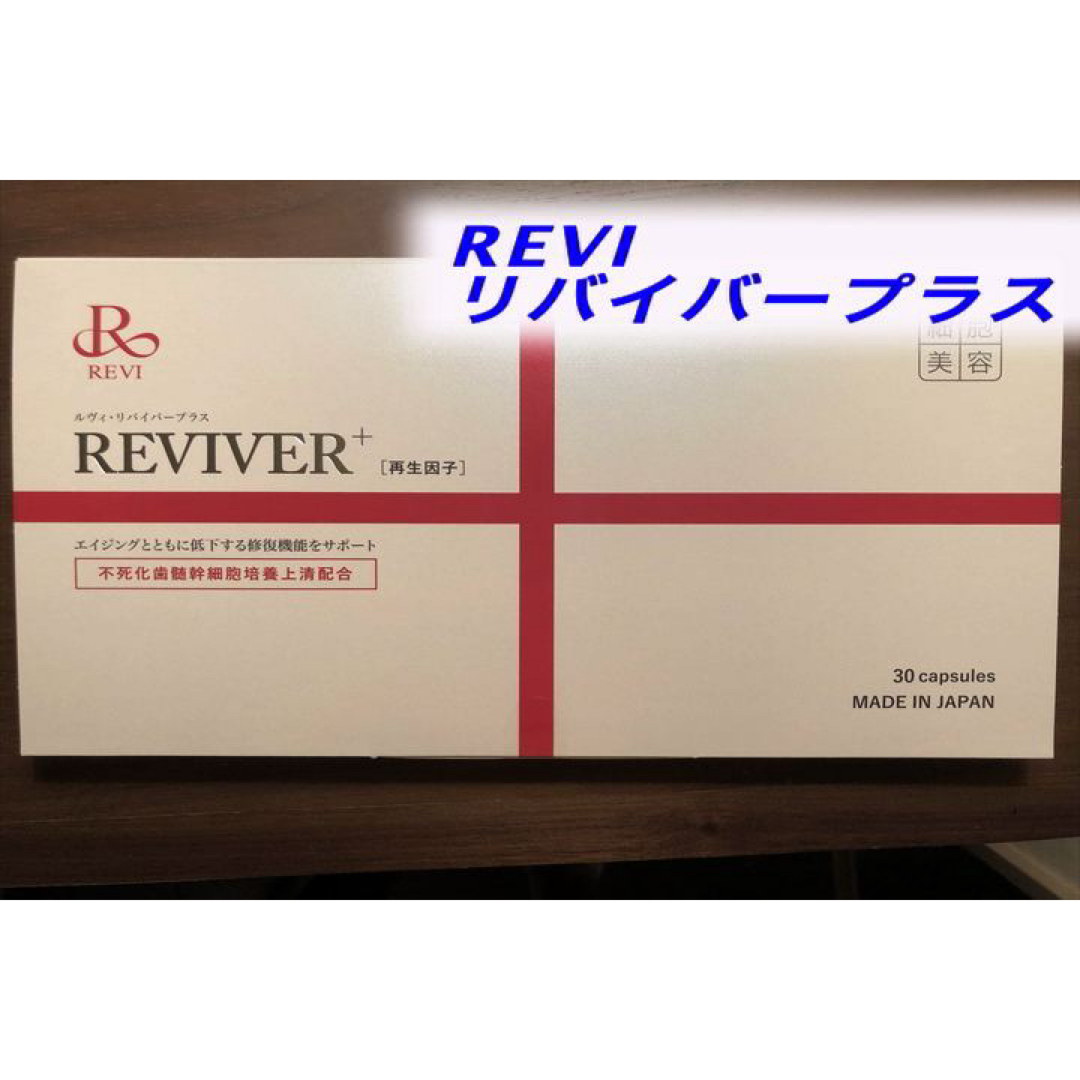 REVI
リバイバープラス
細胞
美容
R
REVI
ルヴィ・リバイバープラス
REVIVER+ [再生因子]
エイジングとともに低下する修復機能をサポート
不死化歯髄幹細胞培養上清配合
30 capsules
MADE IN JAPAN